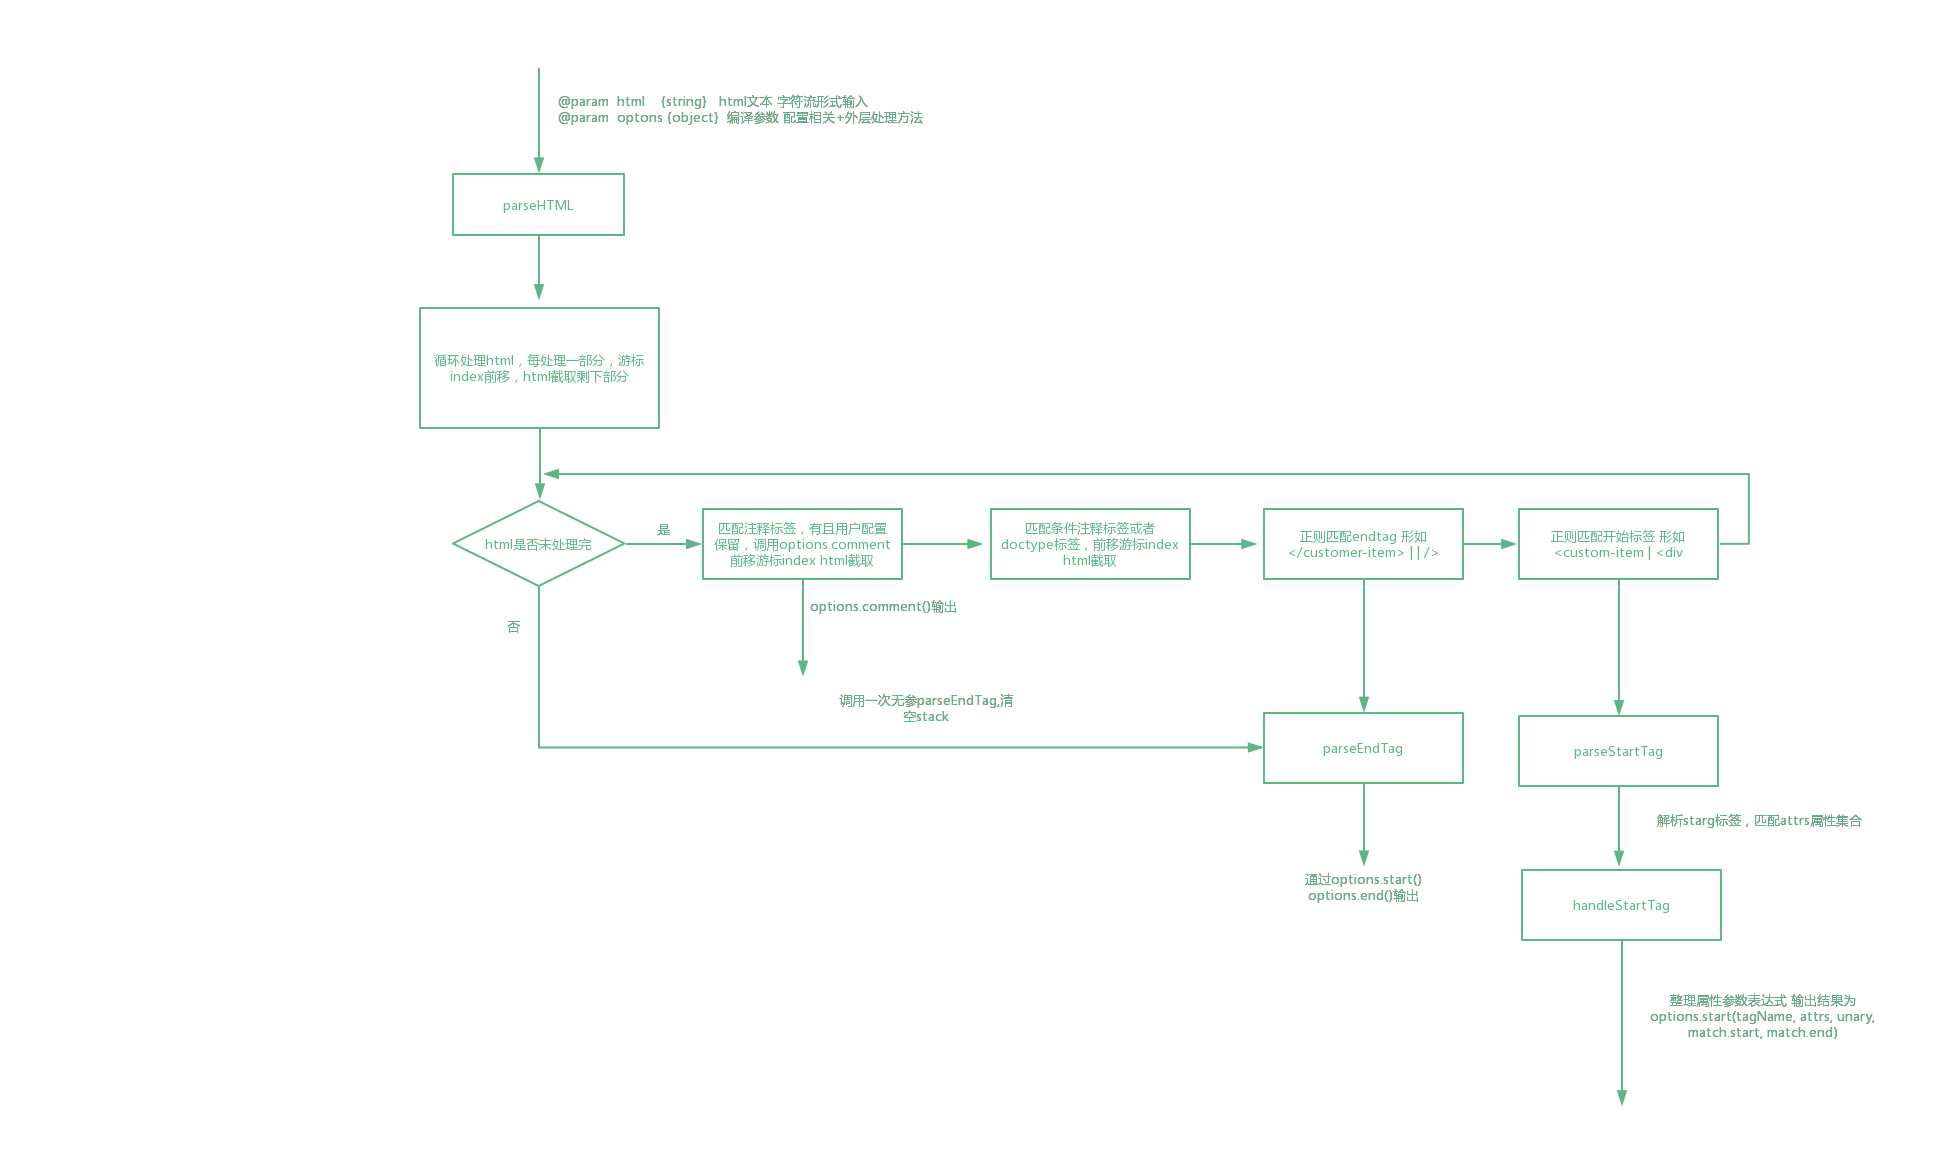 @param  html    {string}   html文本 字符流形式输入
@param  optons {object}  编译参数 配置相关+外层处理方法
parseHTML
循环处理html，每处理一部分，游标
index前移，html截取剩下部分
html是否未处理完
是
匹配注释标签，有且用户配置
保留，调用options.comment
前移游标index html截取
匹配条件注释标签或者
doctype标签，前移游标index
html截取
正则匹配endtag 形如
</customer-item> || />
正则匹配开始标签 形如
<custom-item | <div
options.comment()输出
否
调用一次无参parseEndTag,清
空stack
parseEndTag
parseStartTag
解析starg标签，匹配attrs属性集合
通过options.start()
options.end()输出
handleStartTag
整理属性参数表达式 输出结果为
options.start(tagName, attrs, unary,
match.start, match.end)